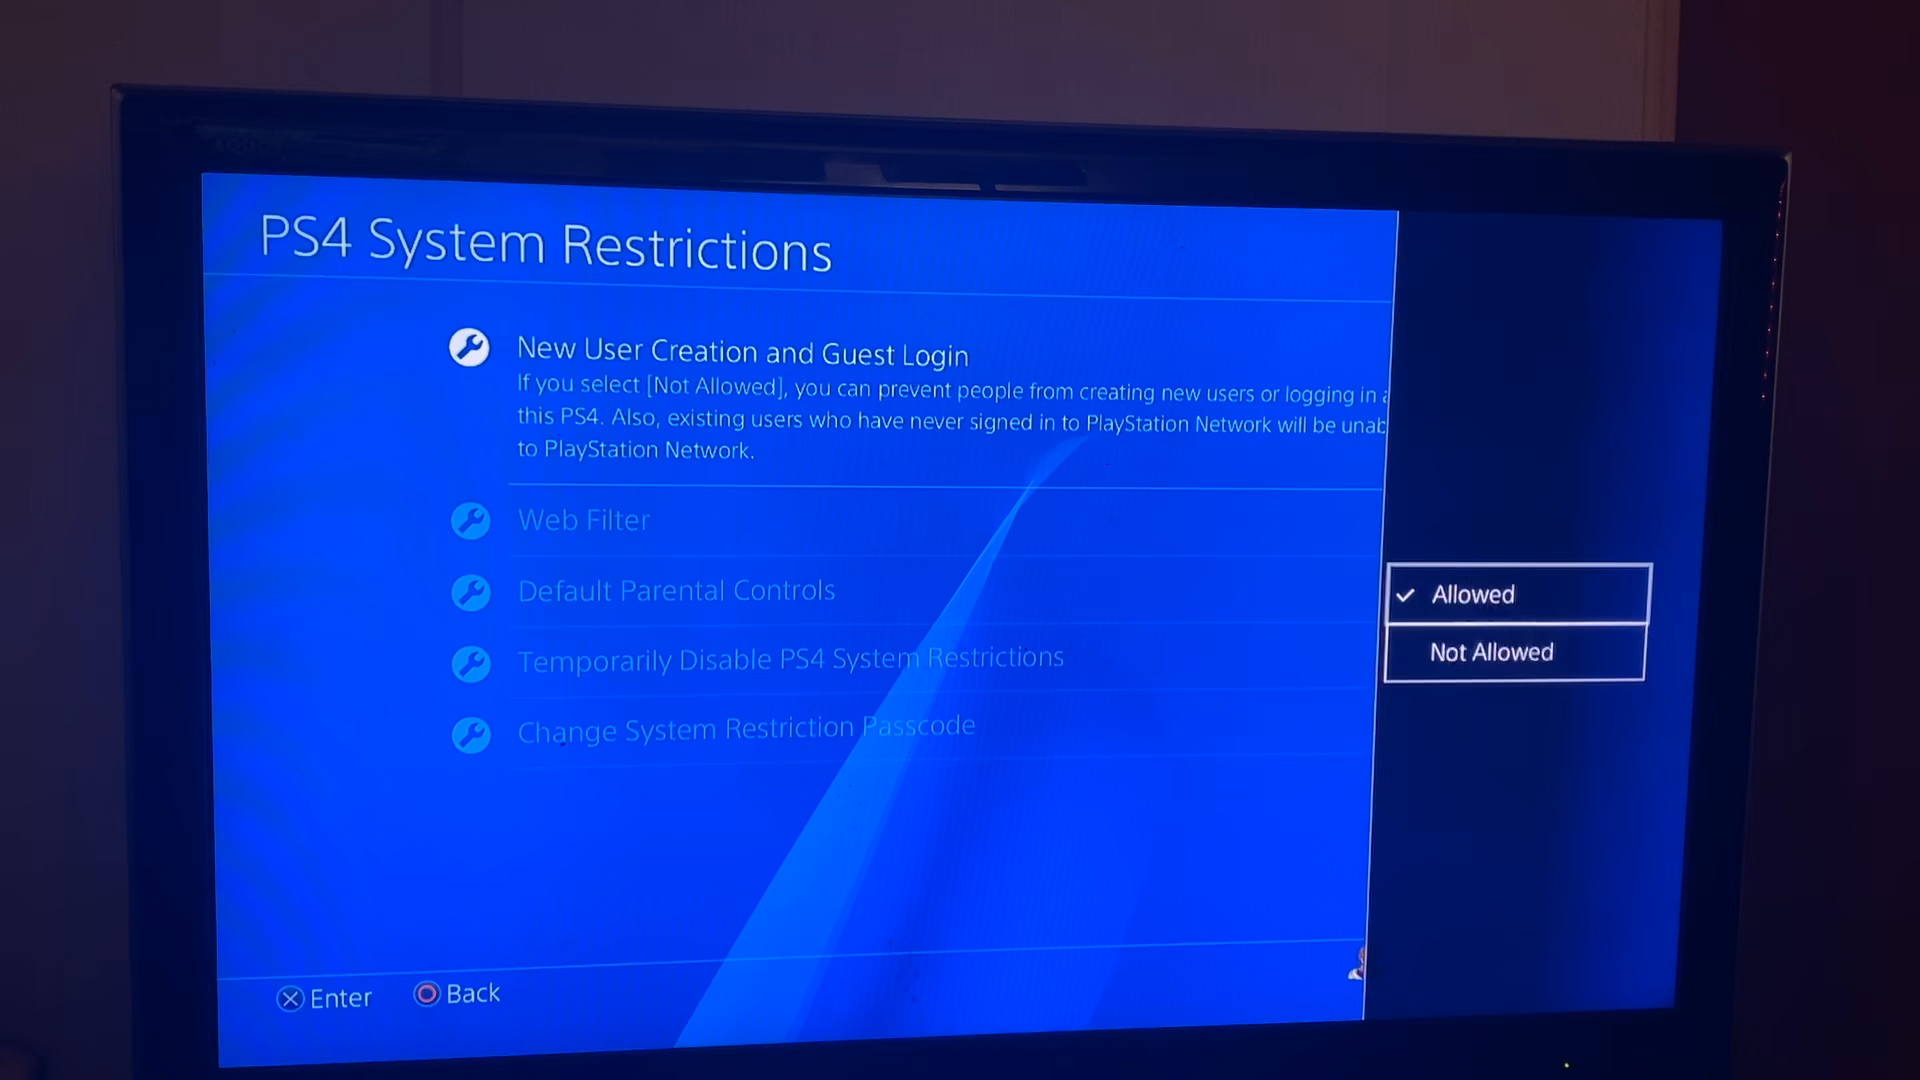 PS4 System Restrictions
New User Creation and Guest Login
If you select [Not Allowed], you can prevent people from creating new users or logging in
this PS4. Also, existing users who have never signed in to PlayStation Network will be unab
to PlayStation Network.
Web Filter
Default Parental Controls
Temporarily Disable PS4 System Restrictions
Change System Restriction Passcode
Allowed
Not Allowed
Enter Back